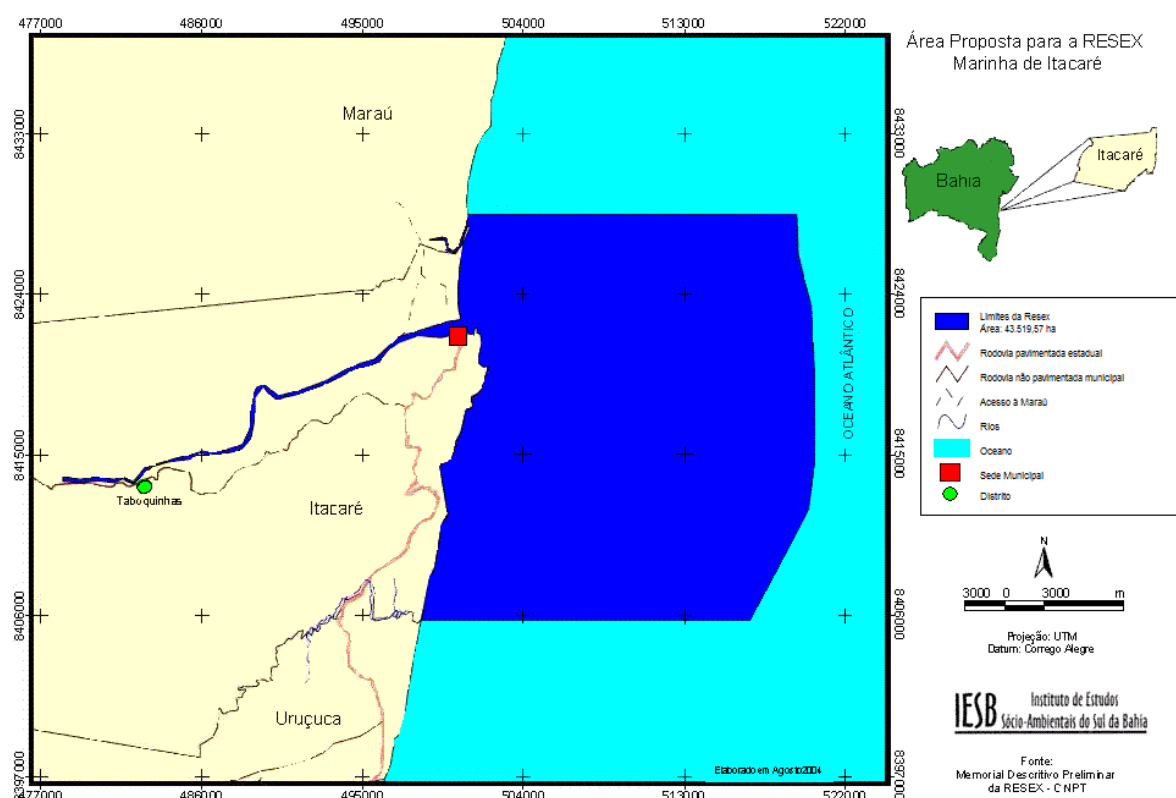 477000
486000
495000
504000
513000
522000
Área Proposta para a RESEX
Marinha de Itacaré
Maraú
8433000
8433000
Bahia
Itacaré
8424000
8424000
OCEANO ATLÂNTICO
Limites da Resex
Área: 43.519,57 ha
Rodovia pavimentada estadual
Rodovia não pavimentada municipal
Acesso à Maraú
Rios
Oceano
Sede Municipal
Distrito
8415000
8415000
Taboquinhas
Itacaré
N
3000 0 3000 m
8406000
8406000
Projeção: UTM
Datum: Corrego Alegre
Uruçuca
IESB
Instituto de Estudos
Sócio-Ambientais do Sul da Bahia
Elaborado em Agosto2004
Fonte:
Memorial Descritivo Preliminar
da RESEX - CNPT
8397000
8397000
477000
486000
495000
504000
513000
522000